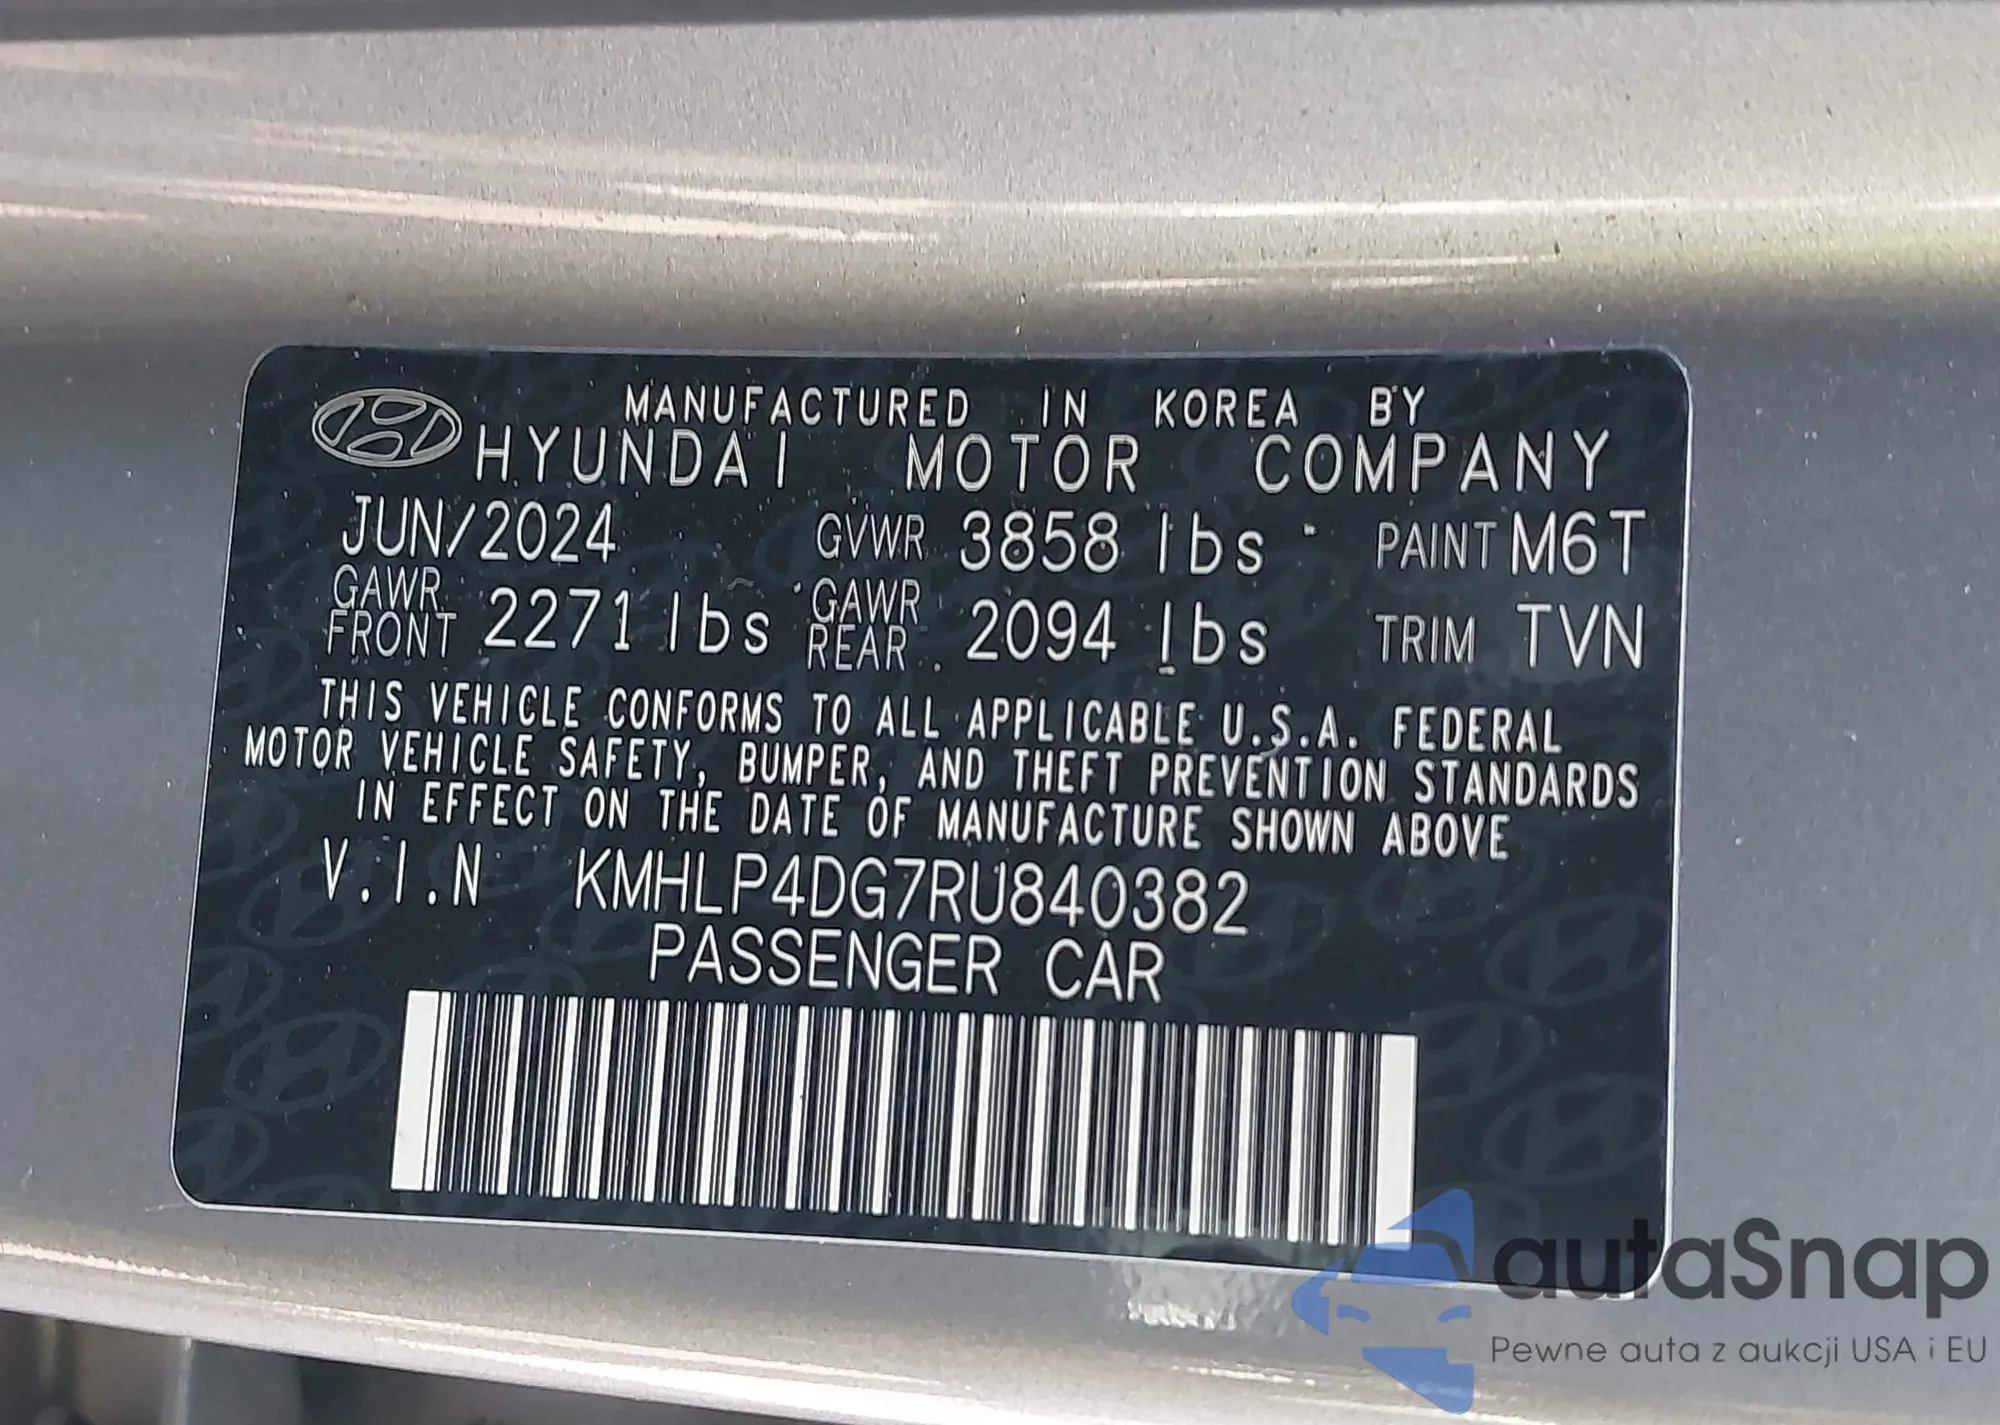 MANUFACTURED IN KOREA BY
HYUNDAI MOTOR COMPANY
JUN/2024 GVWR 3858 lbs PAINT M6T
GAWR FRONT 2271 lbs GAWR REAR 2094 lbs TRIM TVN
THIS VEHICLE CONFORMS TO ALL APPLICABLE U.S.A. FEDERAL
MOTOR VEHICLE SAFETY, BUMPER, AND THEFT PREVENTION STANDARDS
IN EFFECT ON THE DATE OF MANUFACTURE SHOWN ABOVE
V.I.N KMHLP4DG7RU840382
PASSENGER CAR
autaSnap
Pewne auta z aukcji USA i EU